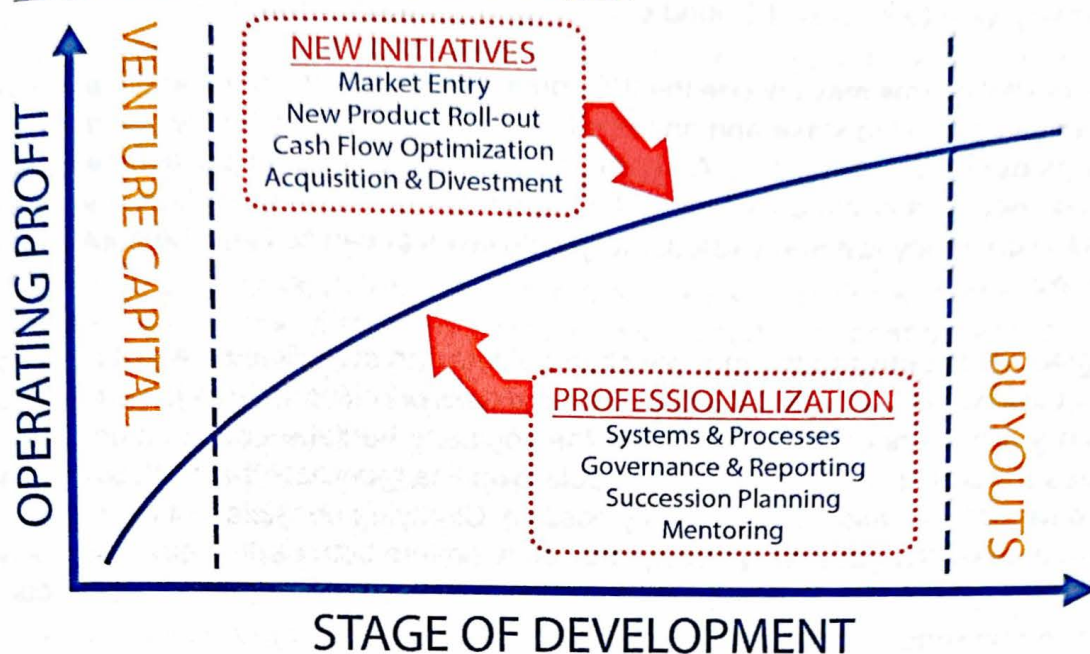 VENTURE CAPITAL
NEW INITIATIVES
Market Entry
New Product Roll-out
Cash Flow Optimization
Acquisition & Divestment
OPERATING PROFIT
PROFESSIONALIZATION
Systems & Processes
Governance & Reporting
Succession Planning
Mentoring
BUYOUTS
STAGE OF DEVELOPMENT